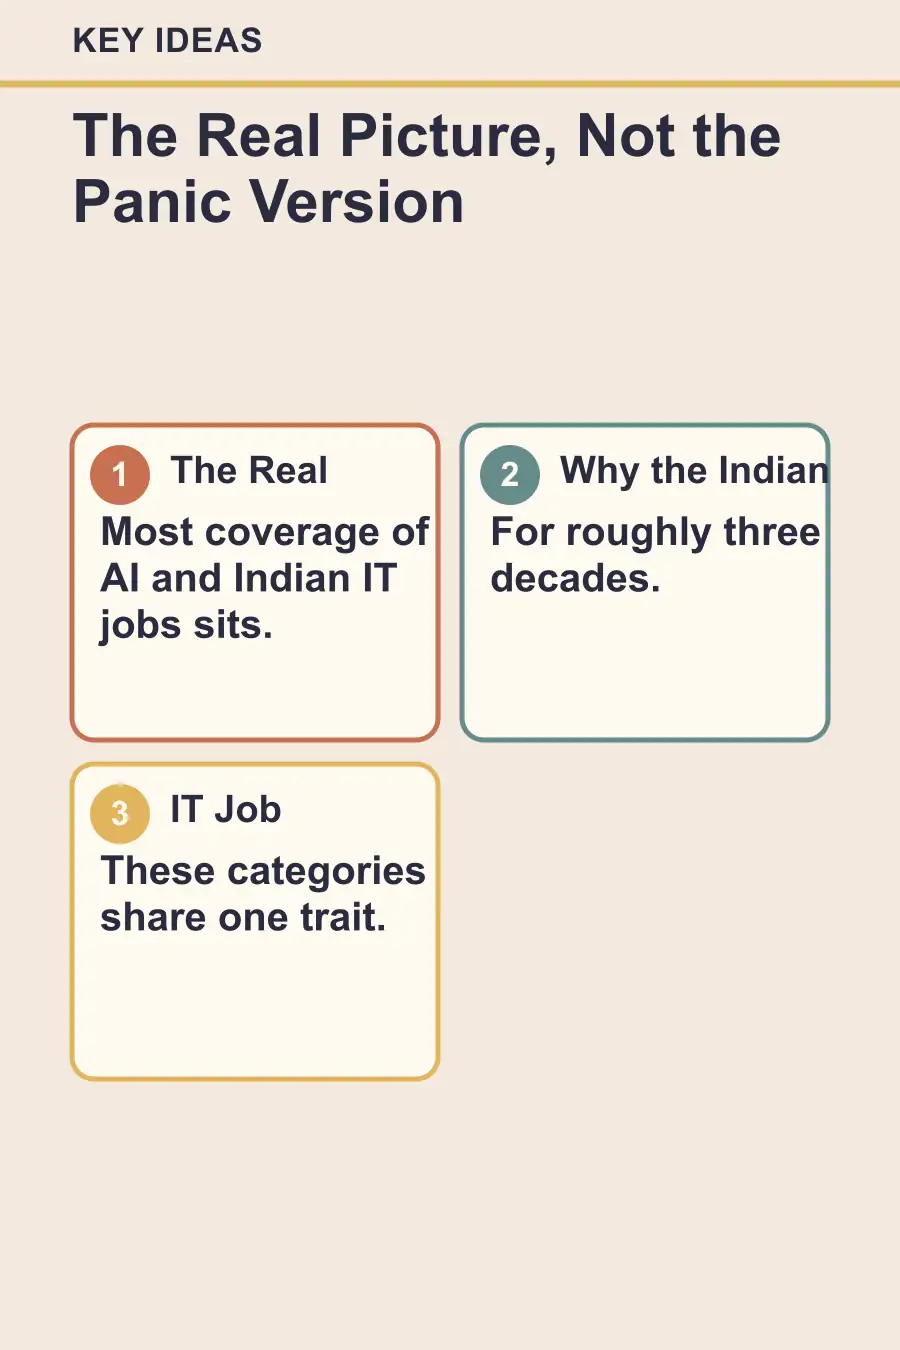 KEY IDEAS
The Real Picture, Not the
Panic Version
1 The Real
Most coverage of
AI and Indian IT
jobs sits.
2 Why the Indian
For roughly three
decades.
3 IT Job
These categories
share one trait.